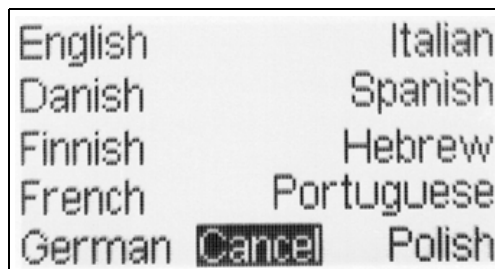 English Italian
Danish Spanish
Finnish Hebrew
French Portuguese
German Cancel Polish